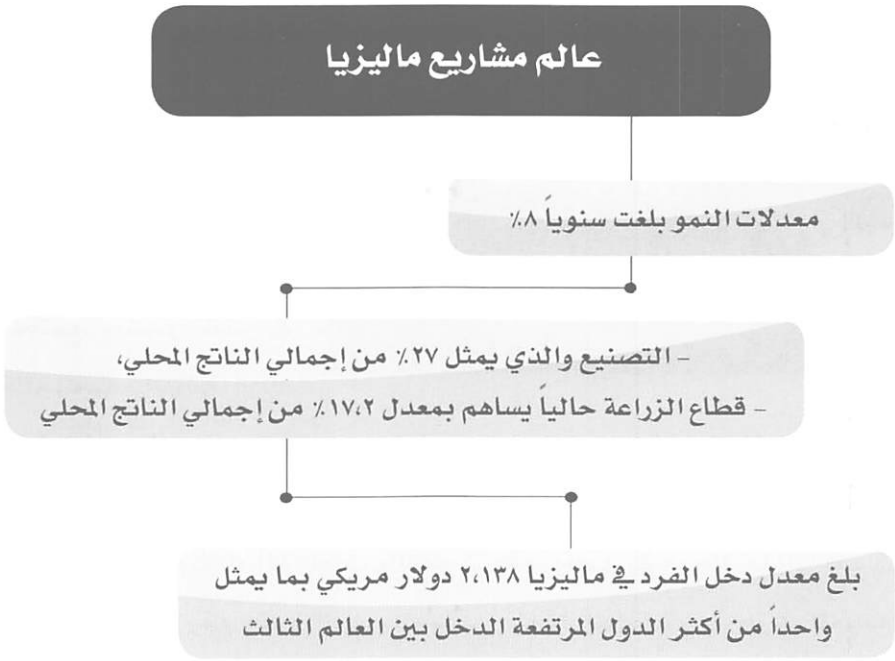 عالم مشاريع ماليزيا
معدلات النمو بلغت سنوياً ٨٪
- التصنيع والذي يمثل ٢٧٪ من إجمالي الناتج المحلي،
- قطاع الزراعة حالياً يساهم بمعدل ١٧،٢٪ من إجمالي الناتج المحلي
بلغ معدل دخل الفرد في ماليزيا ٢،١٣٨ دولار مريكي بما يمثل
واحداً من أكثر الدول المرتفعة الدخل بين العالم الثالث